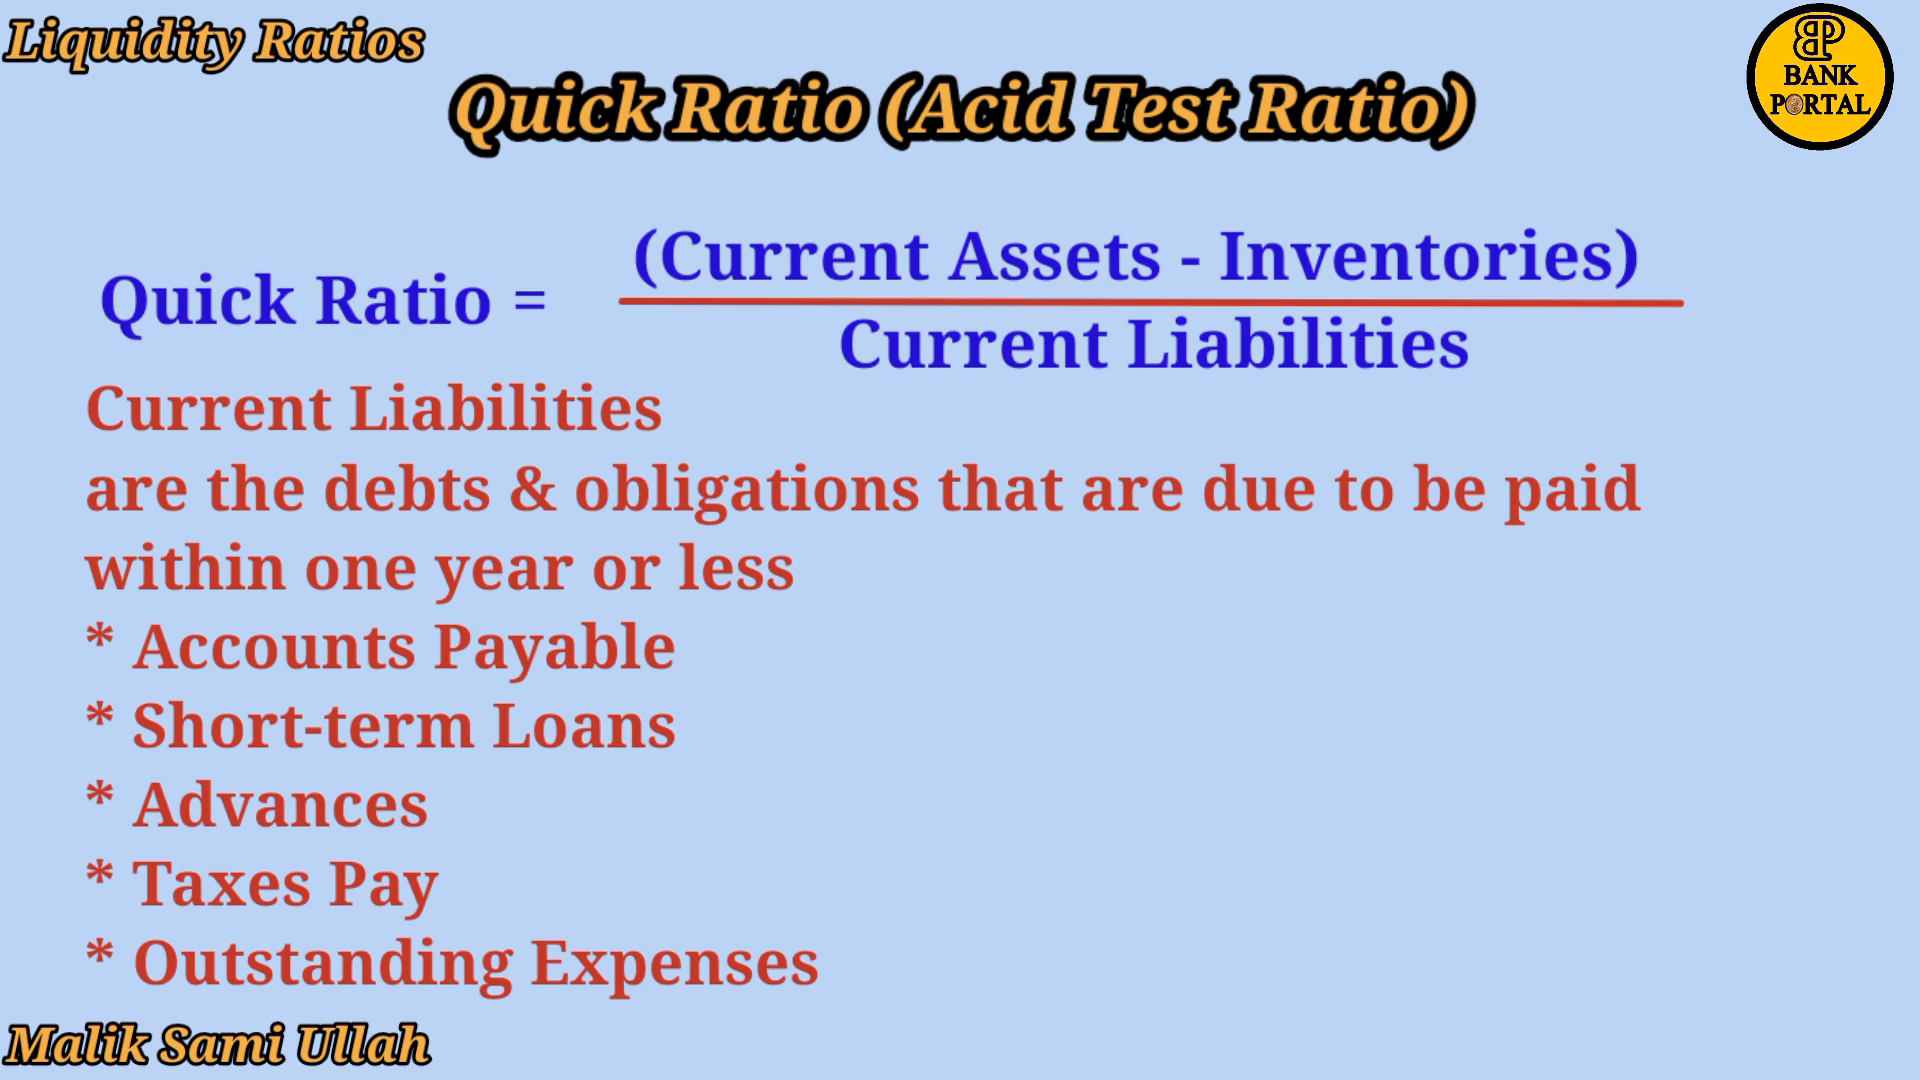 Liquidity Ratios
BP
BANK
PORTAL
Quick Ratio (Acid Test Ratio)
(Current Assets - Inventories)
Quick Ratio =
Current Liabilities
Current Liabilities
are the debts & obligations that are due to be paid
within one year or less
* Accounts Payable
* Short-term Loans
* Advances
* Taxes Pay
* Outstanding Expenses
Malik Sami Ullah